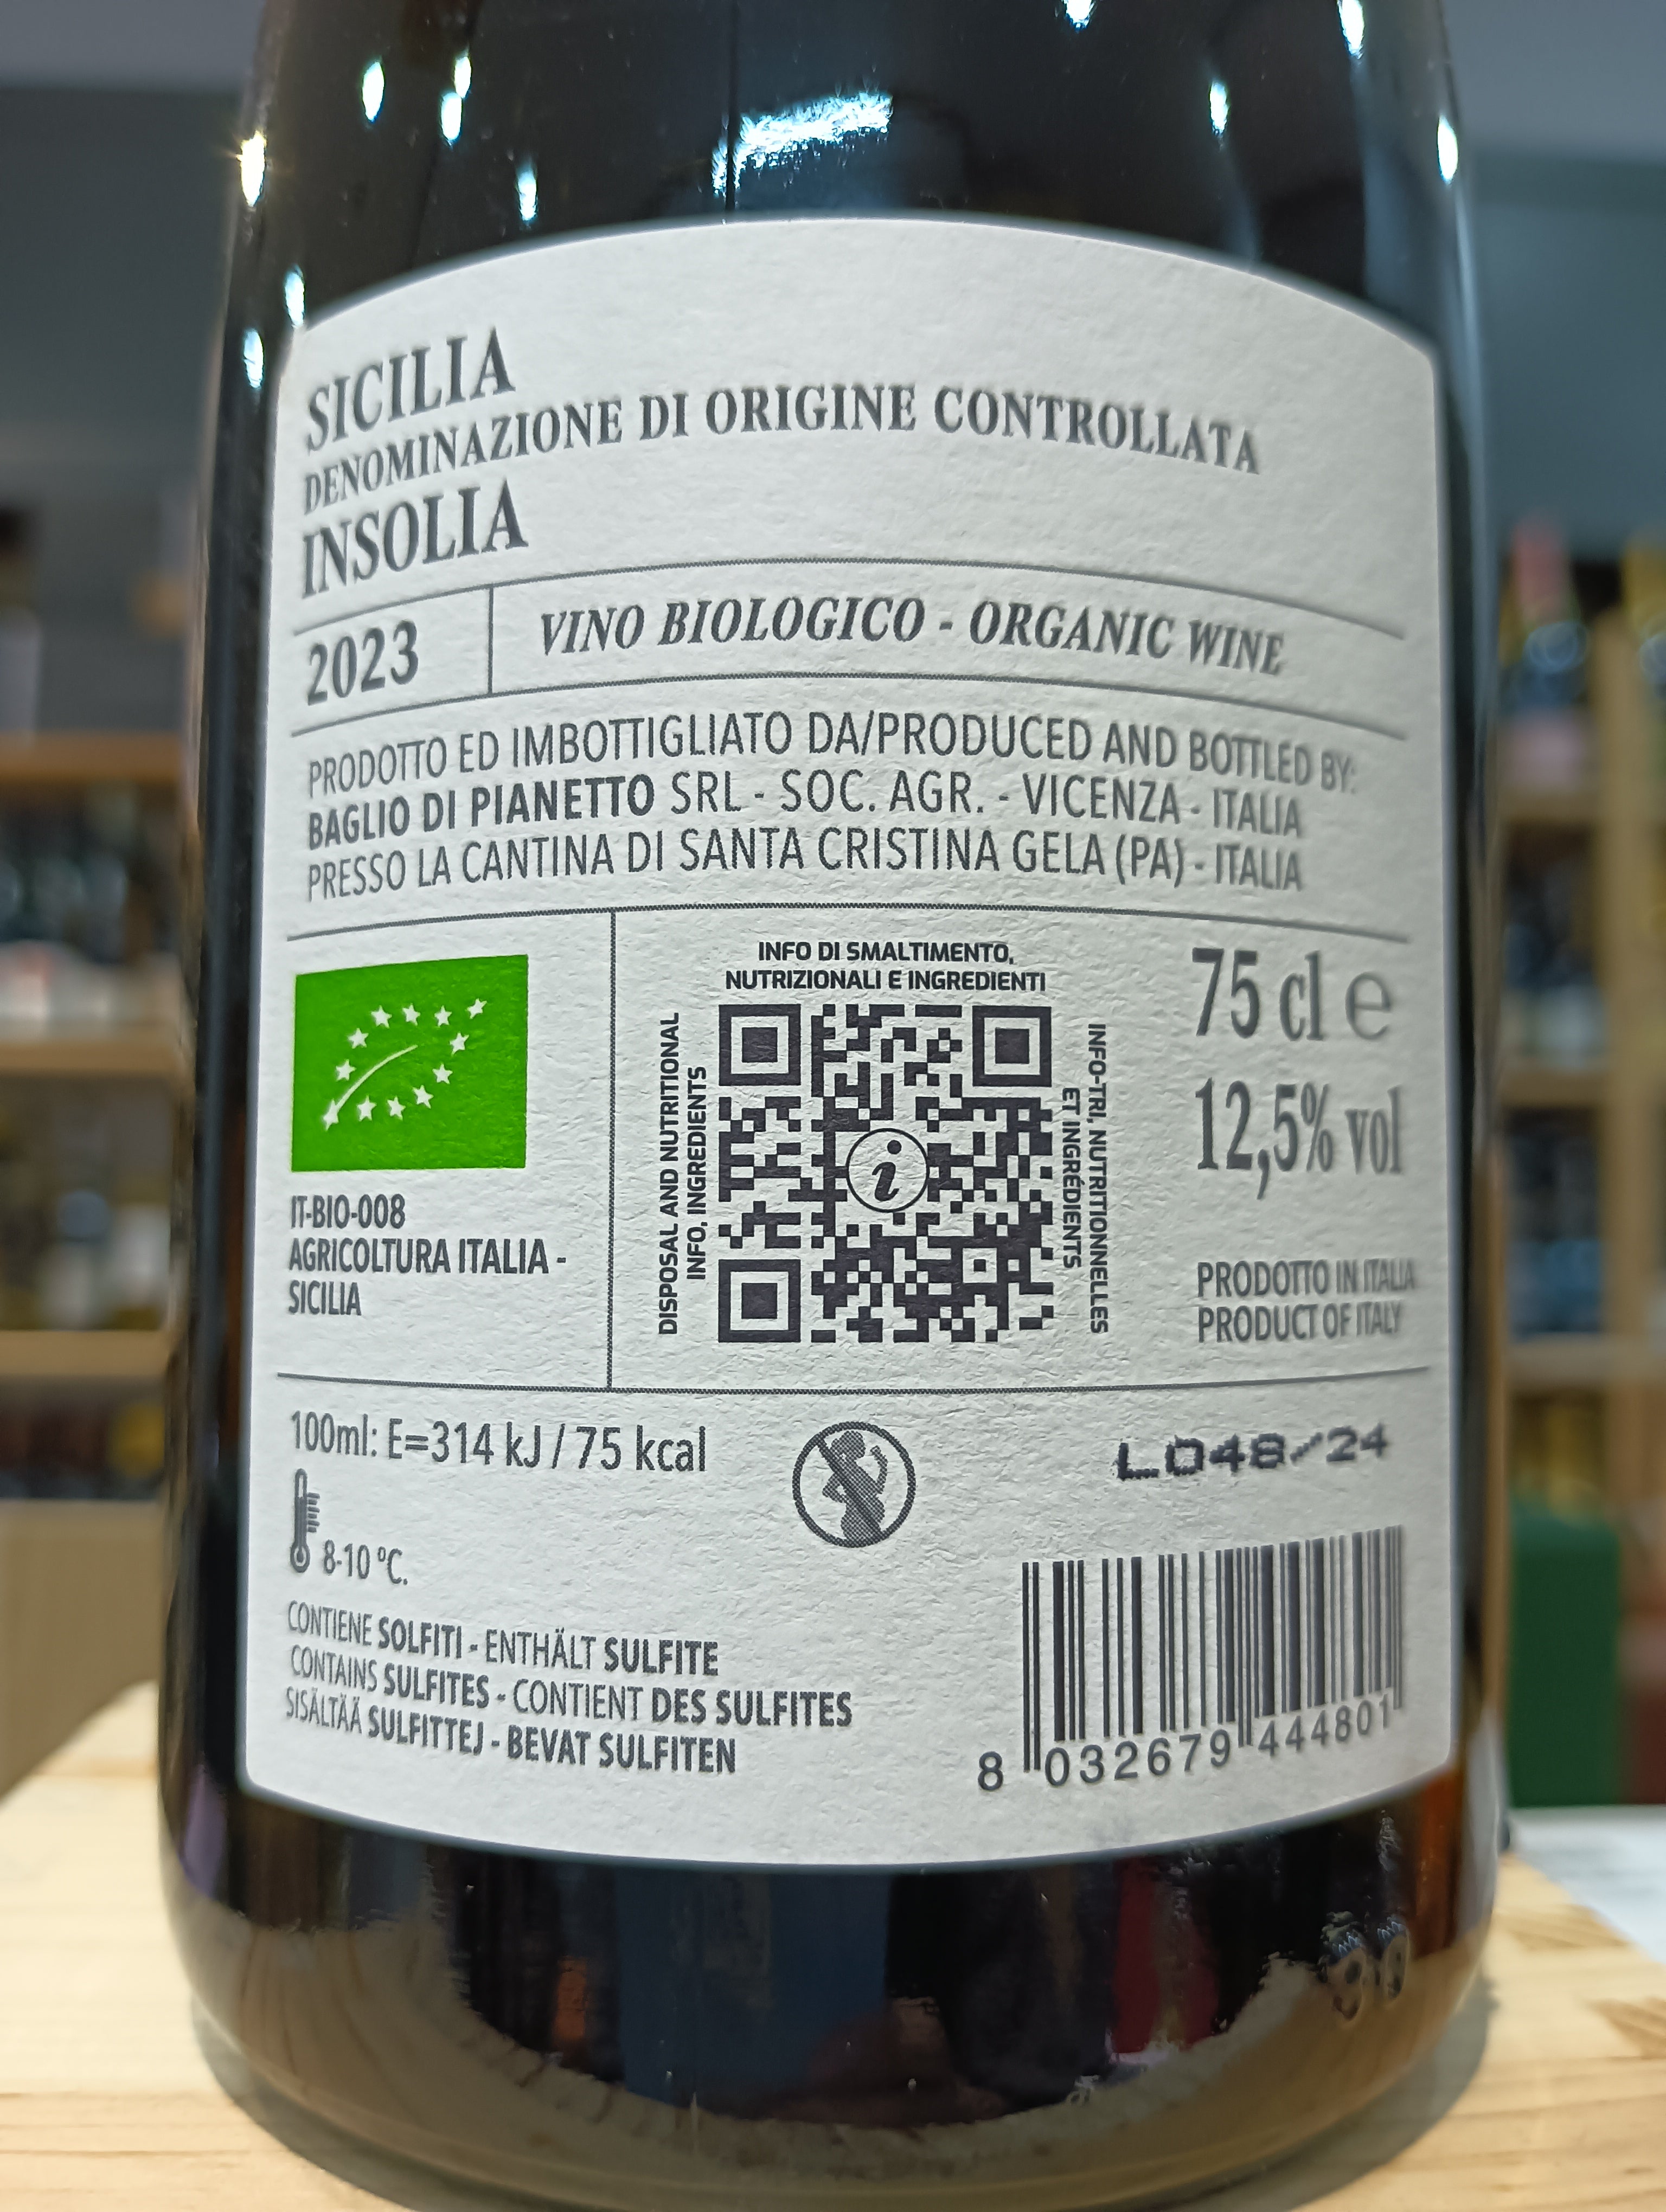 SICILIA
DENOMINAZIONE DI ORIGINE CONTROLLATA
INSOLIA
2023
VINO BIOLOGICO - ORGANIC WINE
PRODOTTO ED IMBOTTIGLIATO DA/PRODUCED AND BOTTLED BY:
BAGLIO DI PIANETTO SRL - SOC. AGR. - VICENZA - ITALIA
PRESSO LA CANTINA DI SANTA CRISTINA GELA (PA) - ITALIA
IT-BIO-008
AGRICOLTURA ITALIA -
SICILIA
INFO DI SMALTIMENTO,
NUTRIZIONALI E INGREDIENTI
DISPOSAL AND NUTRITIONAL
INFO, INGREDIENTS
i
INFO-TRI, NUTRITIONNELLES
ET INGRÉDIENTS
75 cl e
12,5% vol
PRODOTTO IN ITALIA
PRODUCT OF ITALY
100ml: E=314 kJ / 75 kcal
8-10 °C.
L048/24
CONTIENE SOLFITI - ENTHÄLT SULFITE
CONTAINS SULFITES - CONTIENT DES SULFITES
SISÄLTÄÄ SULFITTEJ - BEVAT SULFITEN
8 032679 444801